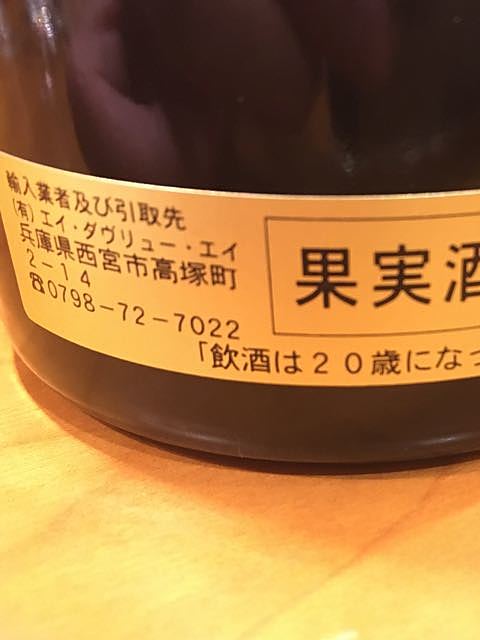 輸入業者及び引取先
(有)エイ・ダヴリュー・エイ
兵庫県西宮市高塚町
2-14
☎0798-72-7022
果実酒
「飲酒は20歳になっ